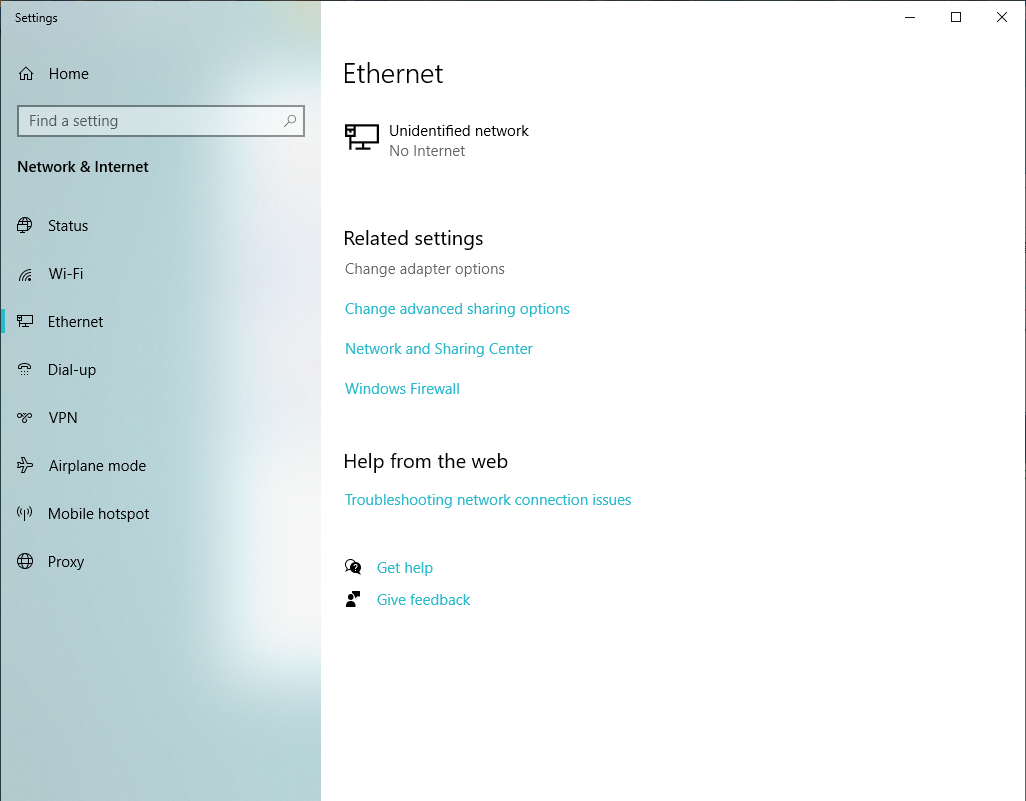 Settings
Home
Find a setting
Network & Internet
Status
Wi-Fi
Ethernet
Dial-up
VPN
Airplane mode
Mobile hotspot
Proxy
Ethernet
Unidentified network
No Internet
Related settings
Change adapter options
Change advanced sharing options
Network and Sharing Center
Windows Firewall
Help from the web
Troubleshooting network connection issues
Get help
Give feedback